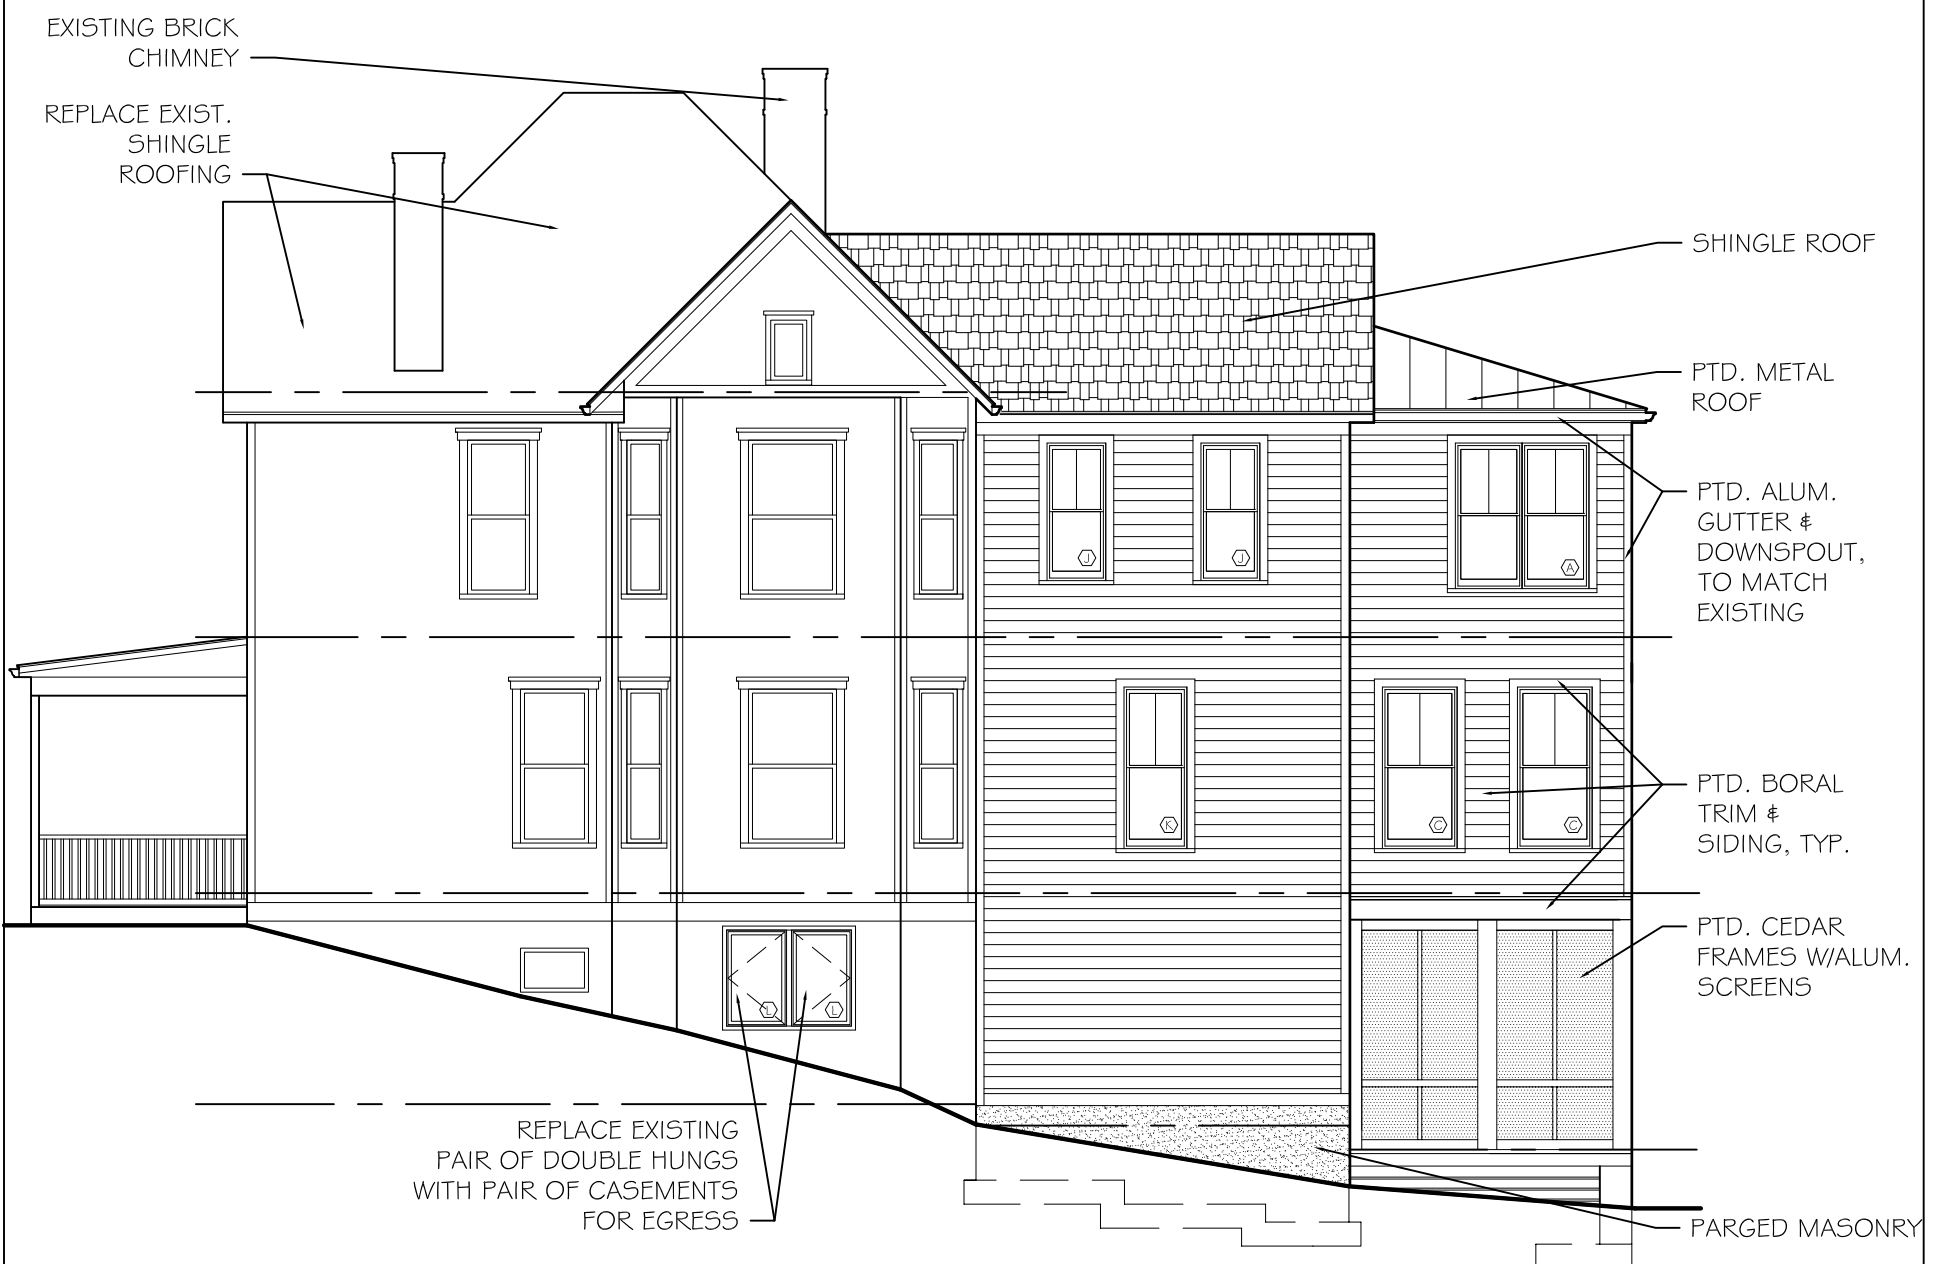 EXISTING BRICK
CHIMNEY
REPLACE EXIST.
SHINGLE
ROOFING
SHINGLE ROOF
PTD. METAL
ROOF
PTD. ALUM.
GUTTER &
DOWNSPOUT,
TO MATCH
EXISTING
J
J
A
PTD. BORAL
TRIM &
SIDING, TYP.
K
C
C
PTD. CEDAR
FRAMES W/ALUM.
SCREENS
L
L
REPLACE EXISTING
PAIR OF DOUBLE HUNGS
WITH PAIR OF CASEMENTS
FOR EGRESS
PARGED MASONRY